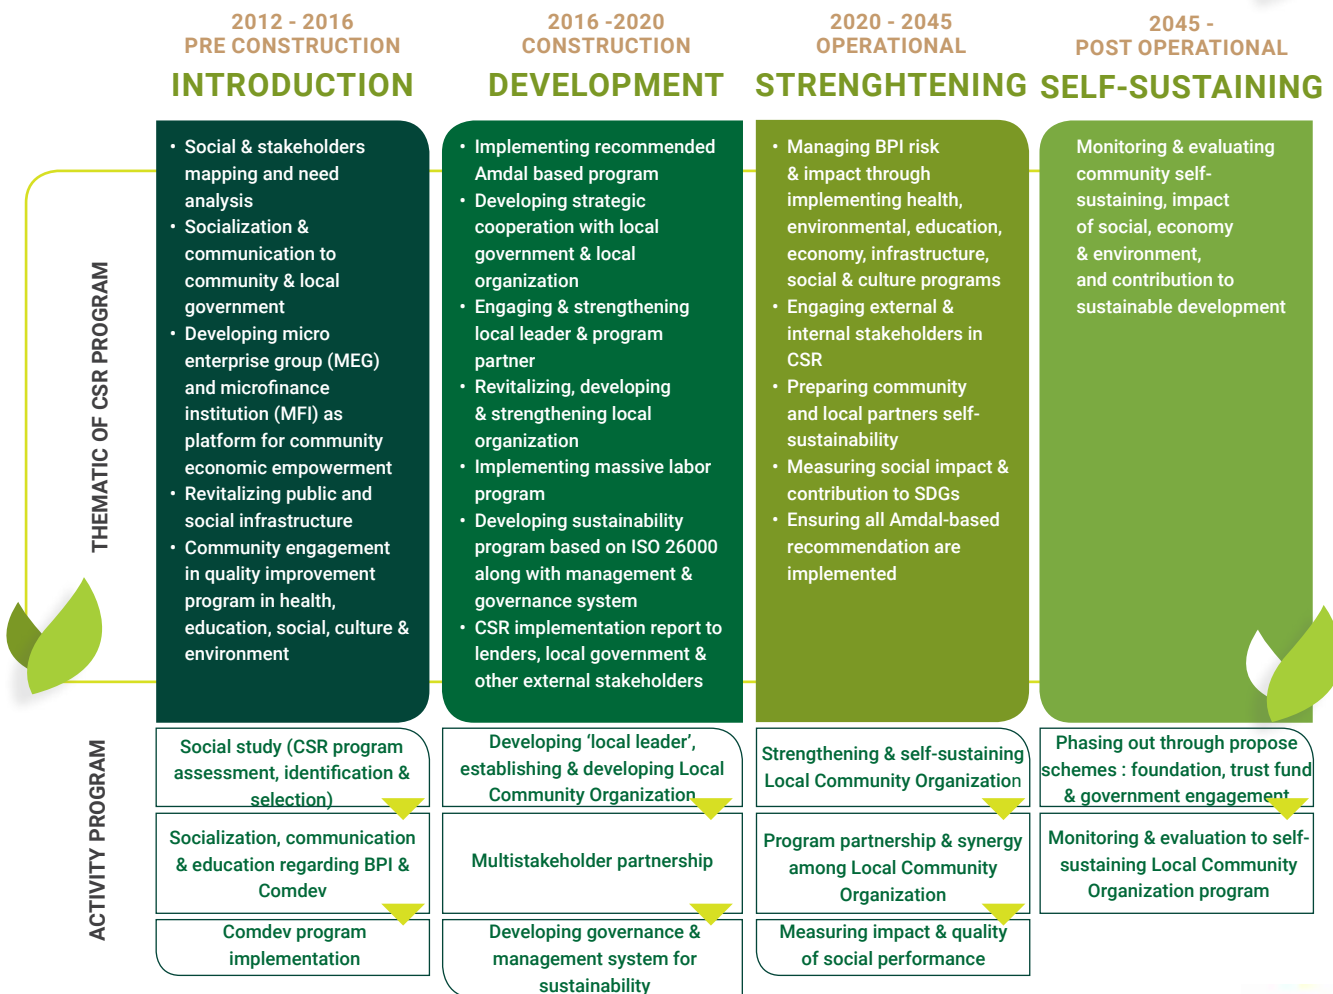 2012 - 2016
PRE CONSTRUCTION
INTRODUCTION
2016 -2020
CONSTRUCTION
DEVELOPMENT
2020 - 2045
OPERATIONAL
STRENGHTENING
2045 -
POST OPERATIONAL
SELF-SUSTAINING
THEMATIC OF CSR PROGRAM
• Social & stakeholders
mapping and need
analysis
• Socialization &
communication to
community & local
government
• Developing micro
enterprise group (MEG)
and microfinance
institution (MFI) as
platform for community
economic empowerment
• Revitalizing public and
social infrastructure
• Community engagement
in quality improvement
program in health,
education, social, culture &
environment
• Implementing recommended
Amdal based program
• Developing strategic
cooperation with local
government & local
organization
• Engaging & strengthening
local leader & program
partner
• Revitalizing, developing
& strengthening local
organization
• Implementing massive labor
program
• Developing sustainability
program based on ISO 26000
along with management &
governance system
• CSR implementation report to
lenders, local government &
other external stakeholders
• Managing BPI risk
& impact through
implementing health,
environmental, education,
economy, infrastructure,
social & culture programs
• Engaging external &
internal stakeholders in
CSR
• Preparing community
and local partners self-
sustainability
• Measuring social impact &
contribution to SDGs
• Ensuring all Amdal-based
recommendation are
implemented
Monitoring & evaluating
community self-
sustaining, impact
of social, economy
& environment,
and contribution to
sustainable development
ACTIVITY PROGRAM
Social study (CSR program
assessment, identification &
selection)
Socialization, communication
& education regarding BPI &
Comdev
Comdev program
implementation
Developing ‘local leader’,
establishing & developing Local
Community Organization
Multistakeholder partnership
Developing governance &
management system for
sustainability
Strengthening & self-sustaining
Local Community Organization
Program partnership & synergy
among Local Community
Organization
Measuring impact & quality
of social performance
Phasing out through propose
schemes : foundation, trust fund
& government engagement
Monitoring & evaluation to self-
sustaining Local Community
Organization program